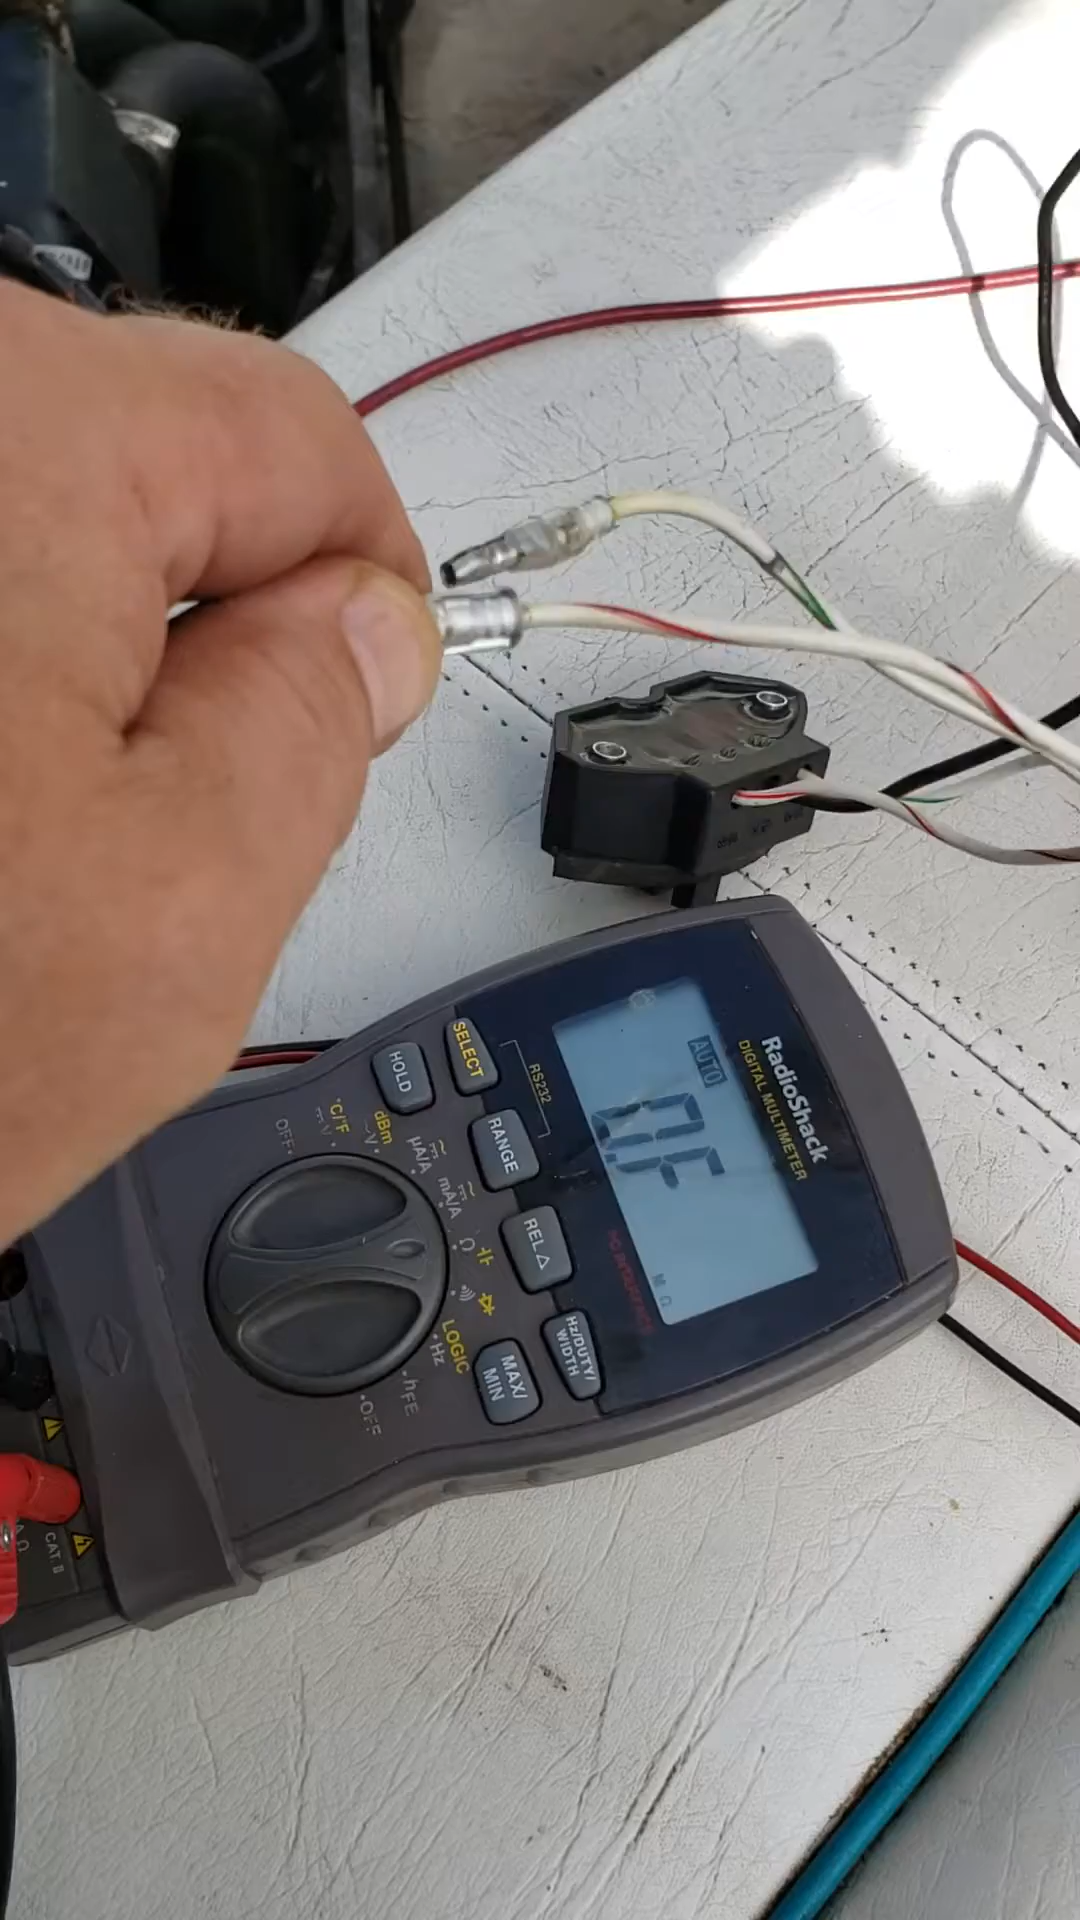 RadioShack
DIGITAL MULTIMETER
AUTO
0F
M Ω
RS232
SELECT
HOLD
RANGE
REL△
Hz/DUTY/
WIDTH
MAX/
MIN
OFF
°C/°F
V
dBm
~V
μA/A
mA/A
Ω
LOGIC
Hz
hFE
OFF
CAT. II
Ω